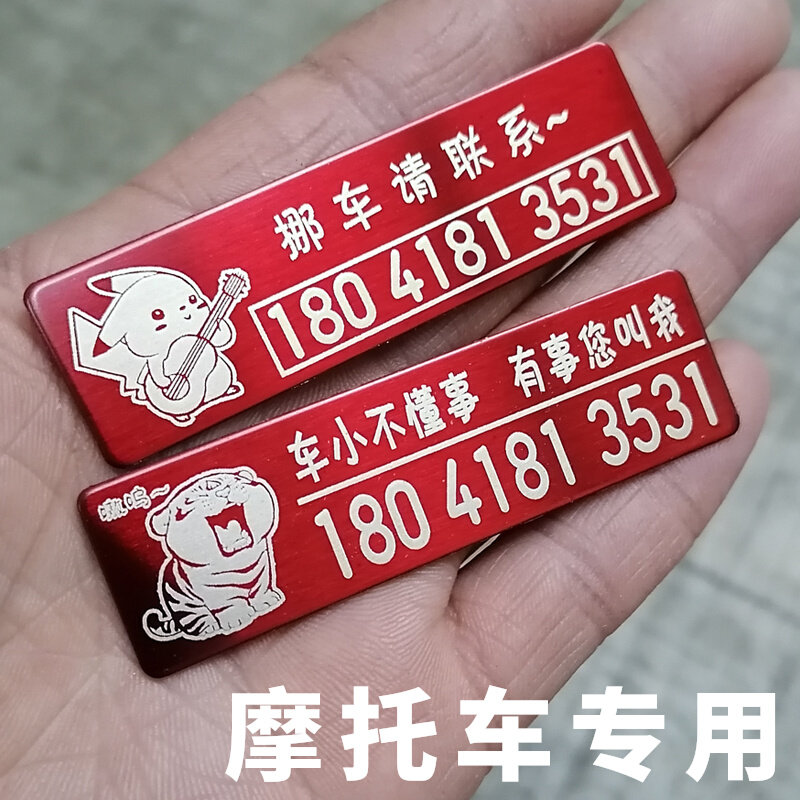 挪车请联系~
180 4181 3531
车小不懂事 有事您叫我
嗷呜~
180 4181 3531
摩托车专用